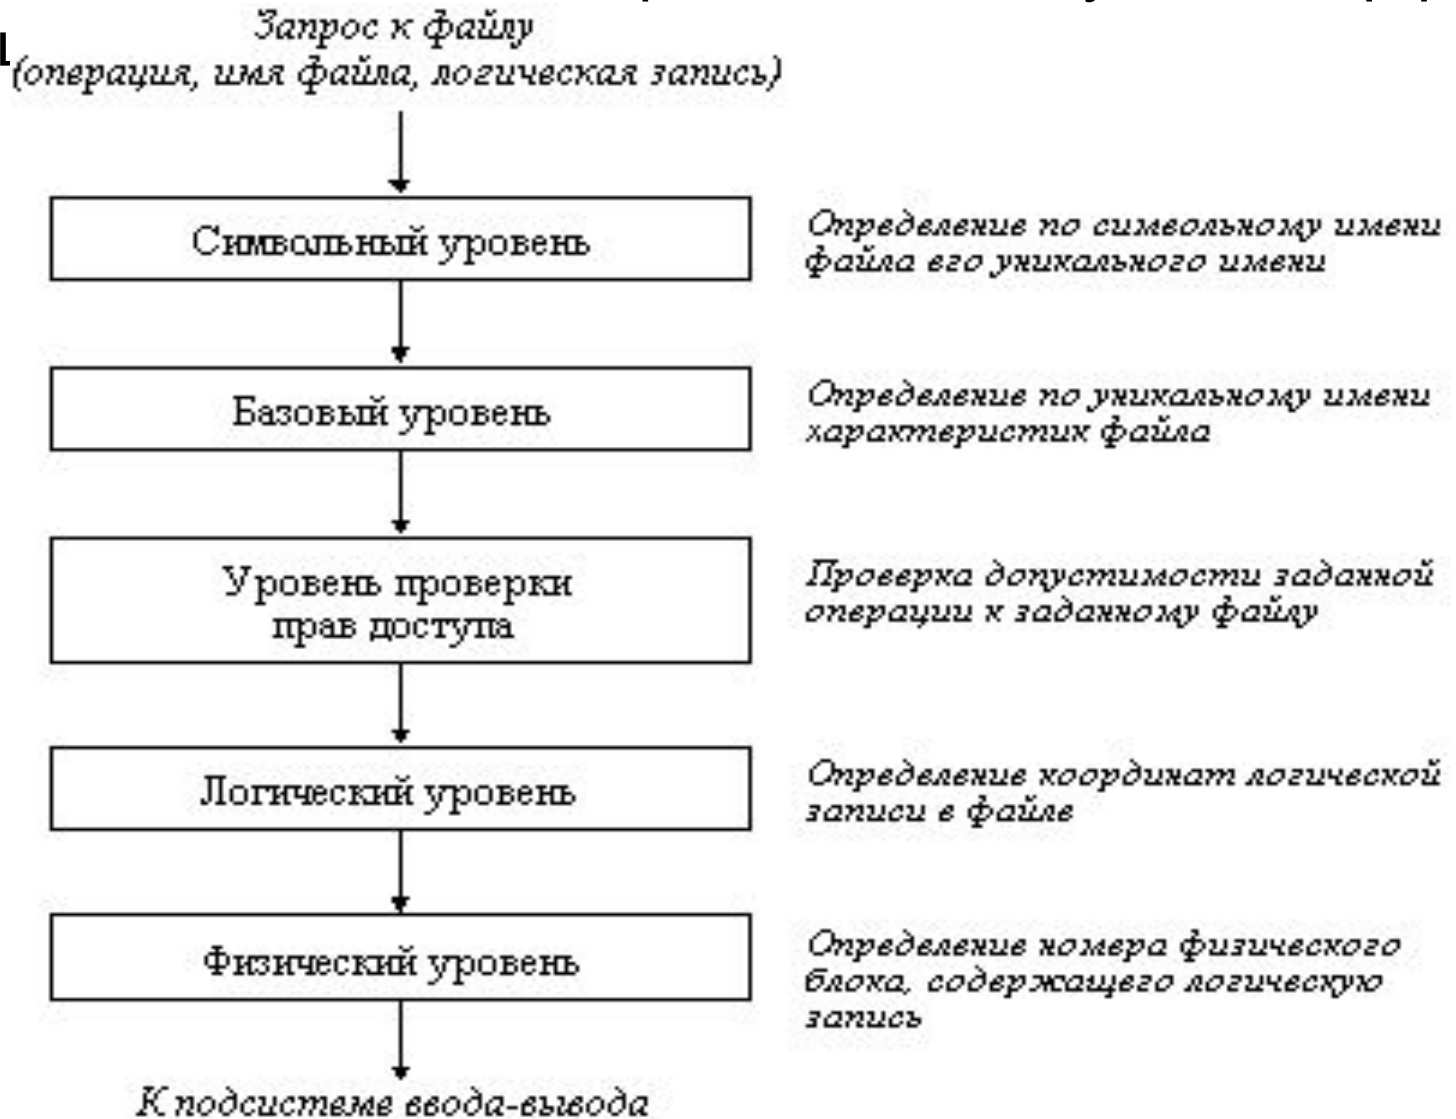 Запрос к файлу
(операция, имя файла, логическая запись)
Символьный уровень
Определение по символьному имени
файла его уникального имени
Базовый уровень
Определение по уникальному имени
характеристик файла
Уровень проверки
прав доступа
Проверка допустимости заданной
операции к заданному файлу
Логический уровень
Определение координат логической
записи в файле
Физический уровень
Определение номера физического
блока, содержащего логическую
запись
К подсистеме ввода-вывода